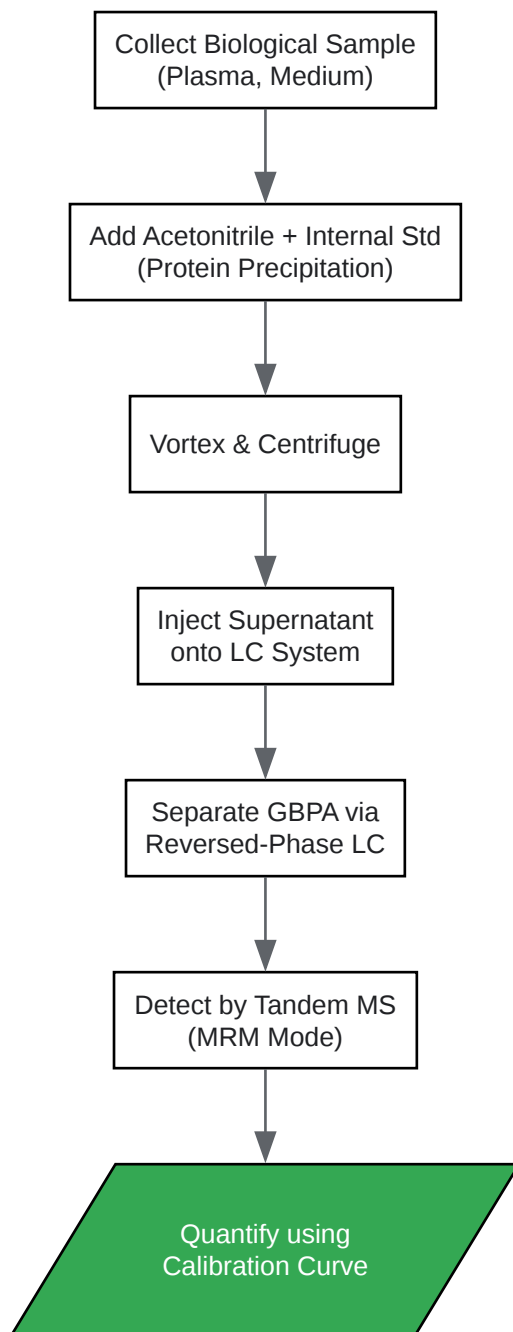 Collect Biological Sample
(Plasma, Medium)
Add Acetonitrile + Internal Std
(Protein Precipitation)
Vortex & Centrifuge
Inject Supernatant
onto LC System
Separate GBPA via
Reversed-Phase LC
Detect by Tandem MS
(MRM Mode)
Quantify using
Calibration Curve